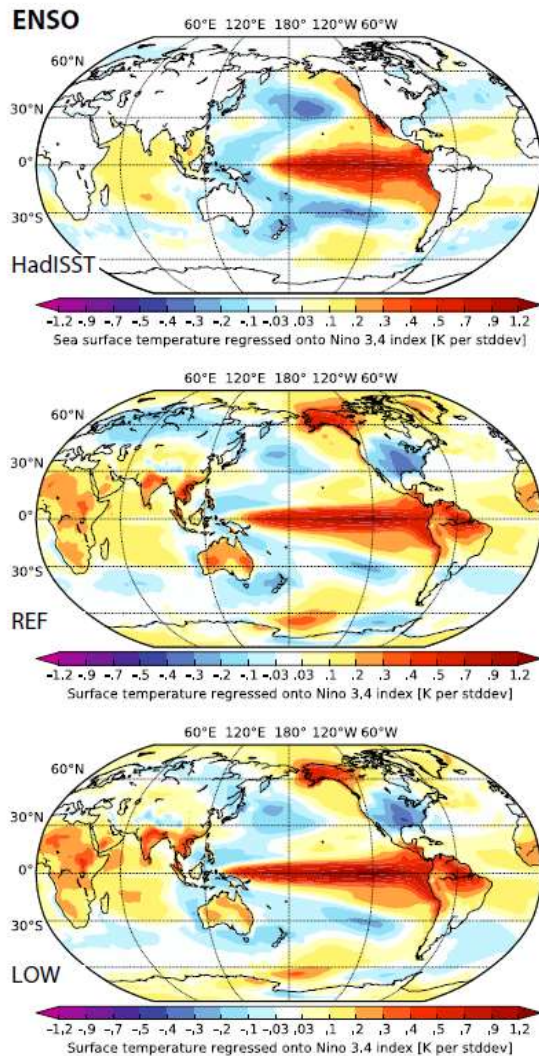 ENSO
60°E 120°E 180° 120°W 60°W
60°N
30°N
0°
30°S
HadISST
-1.2 -.9 -.7 -.5 -.4 -.3 -.2 -.1 -.03 .03 .1 .2 .3 .4 .5 .7 .9 1.2
Sea surface temperature regressed onto Nino 3,4 index [K per stddev]
60°E 120°E 180° 120°W 60°W
60°N
30°N
0°
30°S
REF
-1.2 -.9 -.7 -.5 -.4 -.3 -.2 -.1 -.03 .03 .1 .2 .3 .4 .5 .7 .9 1.2
Surface temperature regressed onto Nino 3,4 index [K per stddev]
60°E 120°E 180° 120°W 60°W
60°N
30°N
0°
30°S
LOW
-1.2 -.9 -.7 -.5 -.4 -.3 -.2 -.1 -.03 .03 .1 .2 .3 .4 .5 .7 .9 1.2
Surface temperature regressed onto Nino 3,4 index [K per stddev]